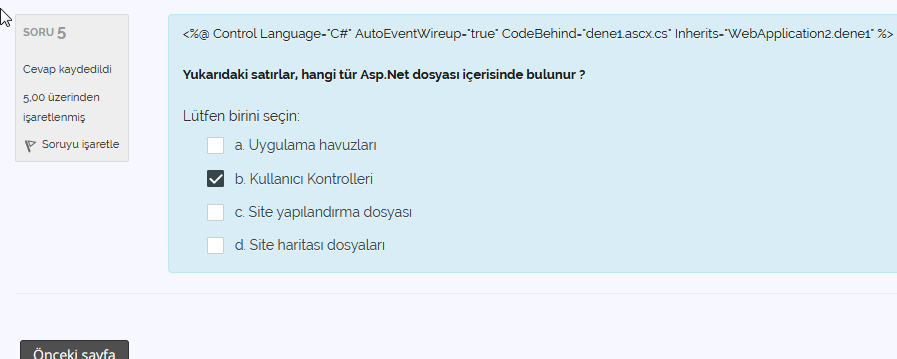 SORU 5
Cevap kaydedildi
5,00 üzerinden
işaretlenmiş
Soruyu işaretle
<%@ Control Language="C#" AutoEventWireup="true" CodeBehind="dene1.ascx.cs" Inherits="WebApplication2.dene1" %>
Yukarıdaki satırlar, hangi tür Asp.Net dosyası içerisinde bulunur ?
Lütfen birini seçin:
a. Uygulama havuzları
b. Kullanıcı Kontrolleri
c. Site yapılandırma dosyası
d. Site haritası dosyaları
Önceki sayfa